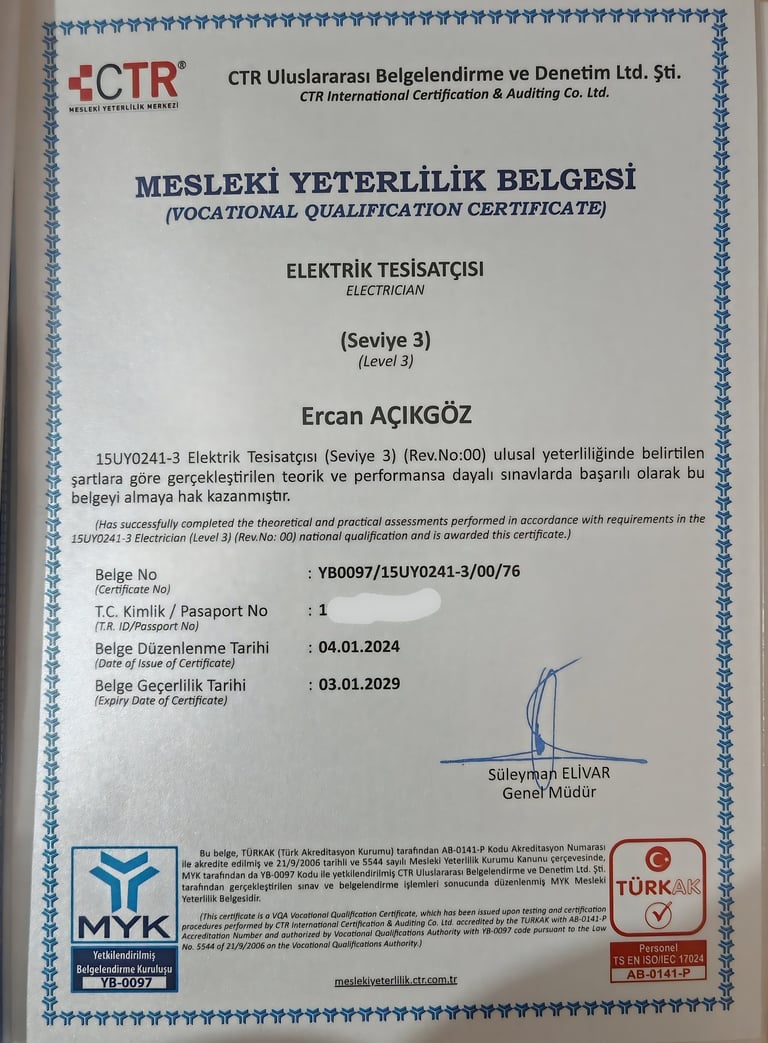 CTR®
MESLEKİ YETERLİLİK MERKEZİ
CTR Uluslararası Belgelendirme ve Denetim Ltd. Şti.
CTR International Certification & Auditing Co. Ltd.
MESLEKİ YETERLİLİK BELGESİ
(VOCATIONAL QUALIFICATION CERTIFICATE)
ELEKTRİK TESİSATÇISI
ELECTRICIAN
(Seviye 3)
(Level 3)
Ercan AÇIKGÖZ
15UY0241-3 Elektrik Tesisatçısı (Seviye 3) (Rev.No:00) ulusal yeterliliğinde belirtilen
şartlara göre gerçekleştirilen teorik ve performansa dayalı sınavlarda başarılı olarak bu
belgeyi almaya hak kazanmıştır.
(Has successfully completed the theoretical and practical assessments performed in accordance with requirements in the
15UY0241-3 Electrician (Level 3) (Rev.No: 00) national qualification and is awarded this certificate.)
Belge No : YB0097/15UY0241-3/00/76
(Certificate No)
T.C. Kimlik / Pasaport No : 1
(T.R. ID/Passport No)
Belge Düzenlenme Tarihi : 04.01.2024
(Date of Issue of Certificate)
Belge Geçerlilik Tarihi : 03.01.2029
(Expiry Date of Certificate)
Süleyman ELİVAR
Genel Müdür
Bu belge, TÜRKAK (Türk Akreditasyon Kurumu) tarafından AB-0141-P Kodu Akreditasyon Numarası
ile akredite edilmiş ve 21/9/2006 tarihli ve 5544 sayılı Mesleki Yeterlilik Kurumu Kanunu çerçevesinde,
MYK tarafından da YB-0097 Kodu ile yetkilendirilmiş CTR Uluslararası Belgelendirme ve Denetim Ltd. Şti.
tarafından gerçekleştirilen sınav ve belgelendirme işlemleri sonucunda düzenlenmiş MYK Mesleki
Yeterlilik Belgesidir.
(This certificate is a VQA Vocational Qualification Certificate, which has been issued upon testing and certification
procedures performed by CTR International Certification & Auditing Co. Ltd. accredited by the TURKAK with AB-0141-P
Accreditation Number and authorized by Vocational Qualifications Authority with YB-0097 code pursuant to the Law
No. 5544 of 21/9/2006 on the Vocational Qualifications Authority.)
MYK
Yetkilendirilmiş
Belgelendirme Kuruluşu
YB-0097
TÜRKAK
Personel
TS EN ISO/IEC 17024
AB-0141-P
meslekiyeterlilik.ctr.com.tr